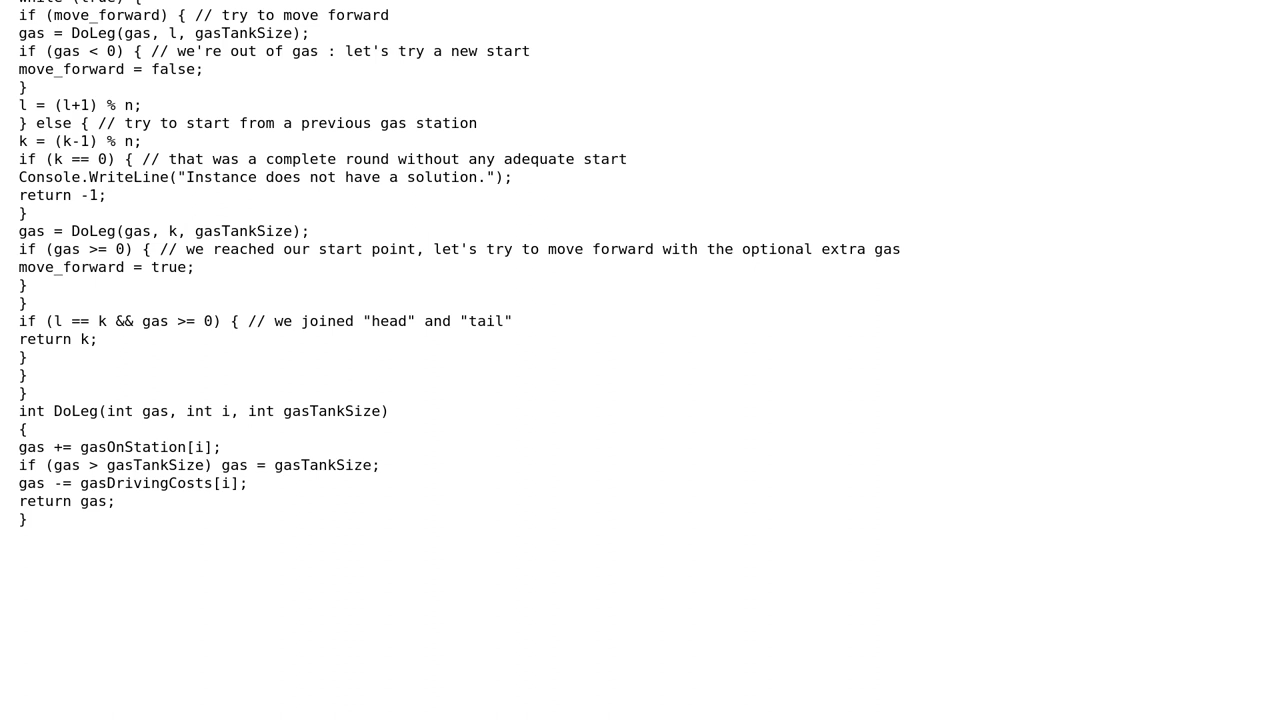 while (true) {
if (move_forward) { // try to move forward
gas = DoLeg(gas, l, gasTankSize);
if (gas < 0) { // we're out of gas : let's try a new start
move_forward = false;
}
l = (l+1) % n;
} else { // try to start from a previous gas station
k = (k-1) % n;
if (k == 0) { // that was a complete round without any adequate start
Console.WriteLine("Instance does not have a solution.");
return -1;
}
gas = DoLeg(gas, k, gasTankSize);
if (gas >= 0) { // we reached our start point, let's try to move forward with the optional extra gas
move_forward = true;
}
}
if (l == k && gas >= 0) { // we joined "head" and "tail"
return k;
}
}
}
int DoLeg(int gas, int i, int gasTankSize)
{
gas += gasOnStation[i];
if (gas > gasTankSize) gas = gasTankSize;
gas -= gasDrivingCosts[i];
return gas;
}